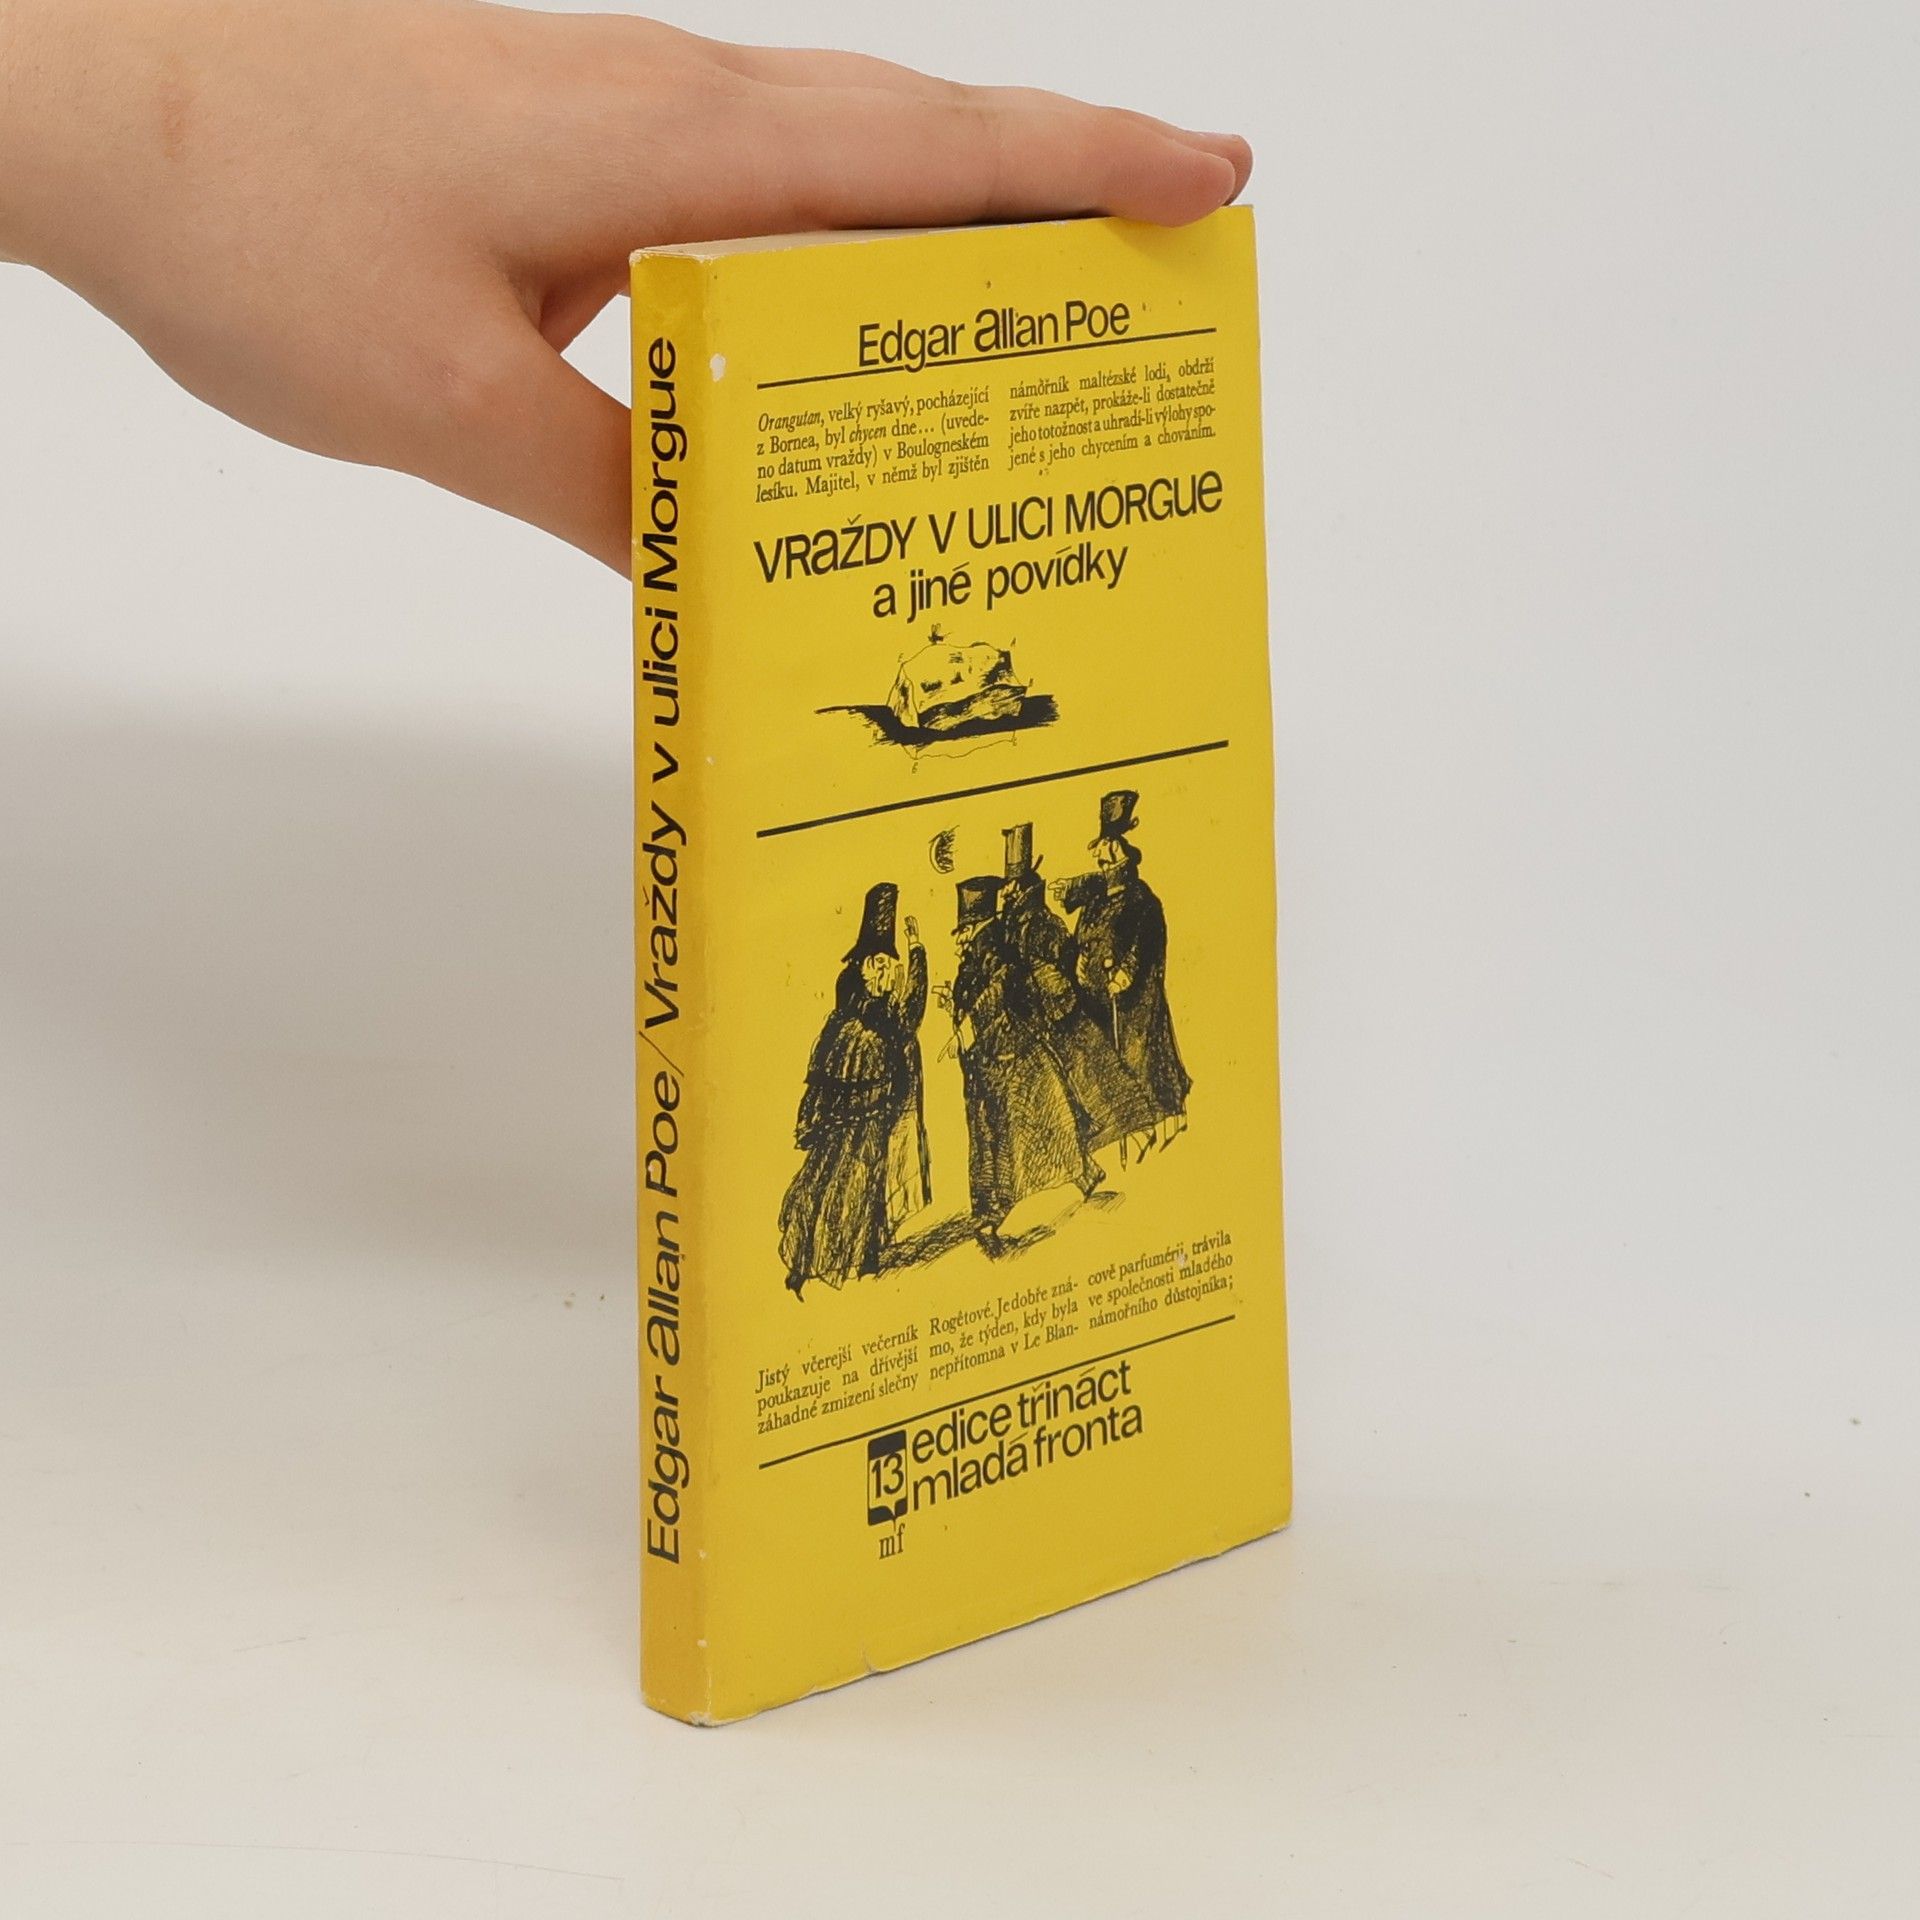 Edgar allan Poe/Vraždy v ulici Morgue
Edgar allan Poe
Orangutan, velký ryšavý, pocházející
z Bornea, byl chycen dne... (uvede-
no datum vraždy) v Boulogneském
lesíku. Majitel, v němž byl zjištěn
námořník maltézské lodi, obdrží
zvíře nazpět, prokáže-li dostatečně
jeho totožnost a uhradí-li výlohy spo-
jené s jeho chycením a chováním.
VRažDY V ULICI MORGUe
a jiné povídky
Jistý včerejší večerník
poukazuje na dřívější
záhadné zmizení slečny
Rogêtové. Je dobře zná-
mo, že týden, kdy byla
nepřítomna v Le Blan-
cově parfumérii, trávila
ve společnosti mladého
námořního důstojníka;
13
edice třináct
mladá fronta
mf